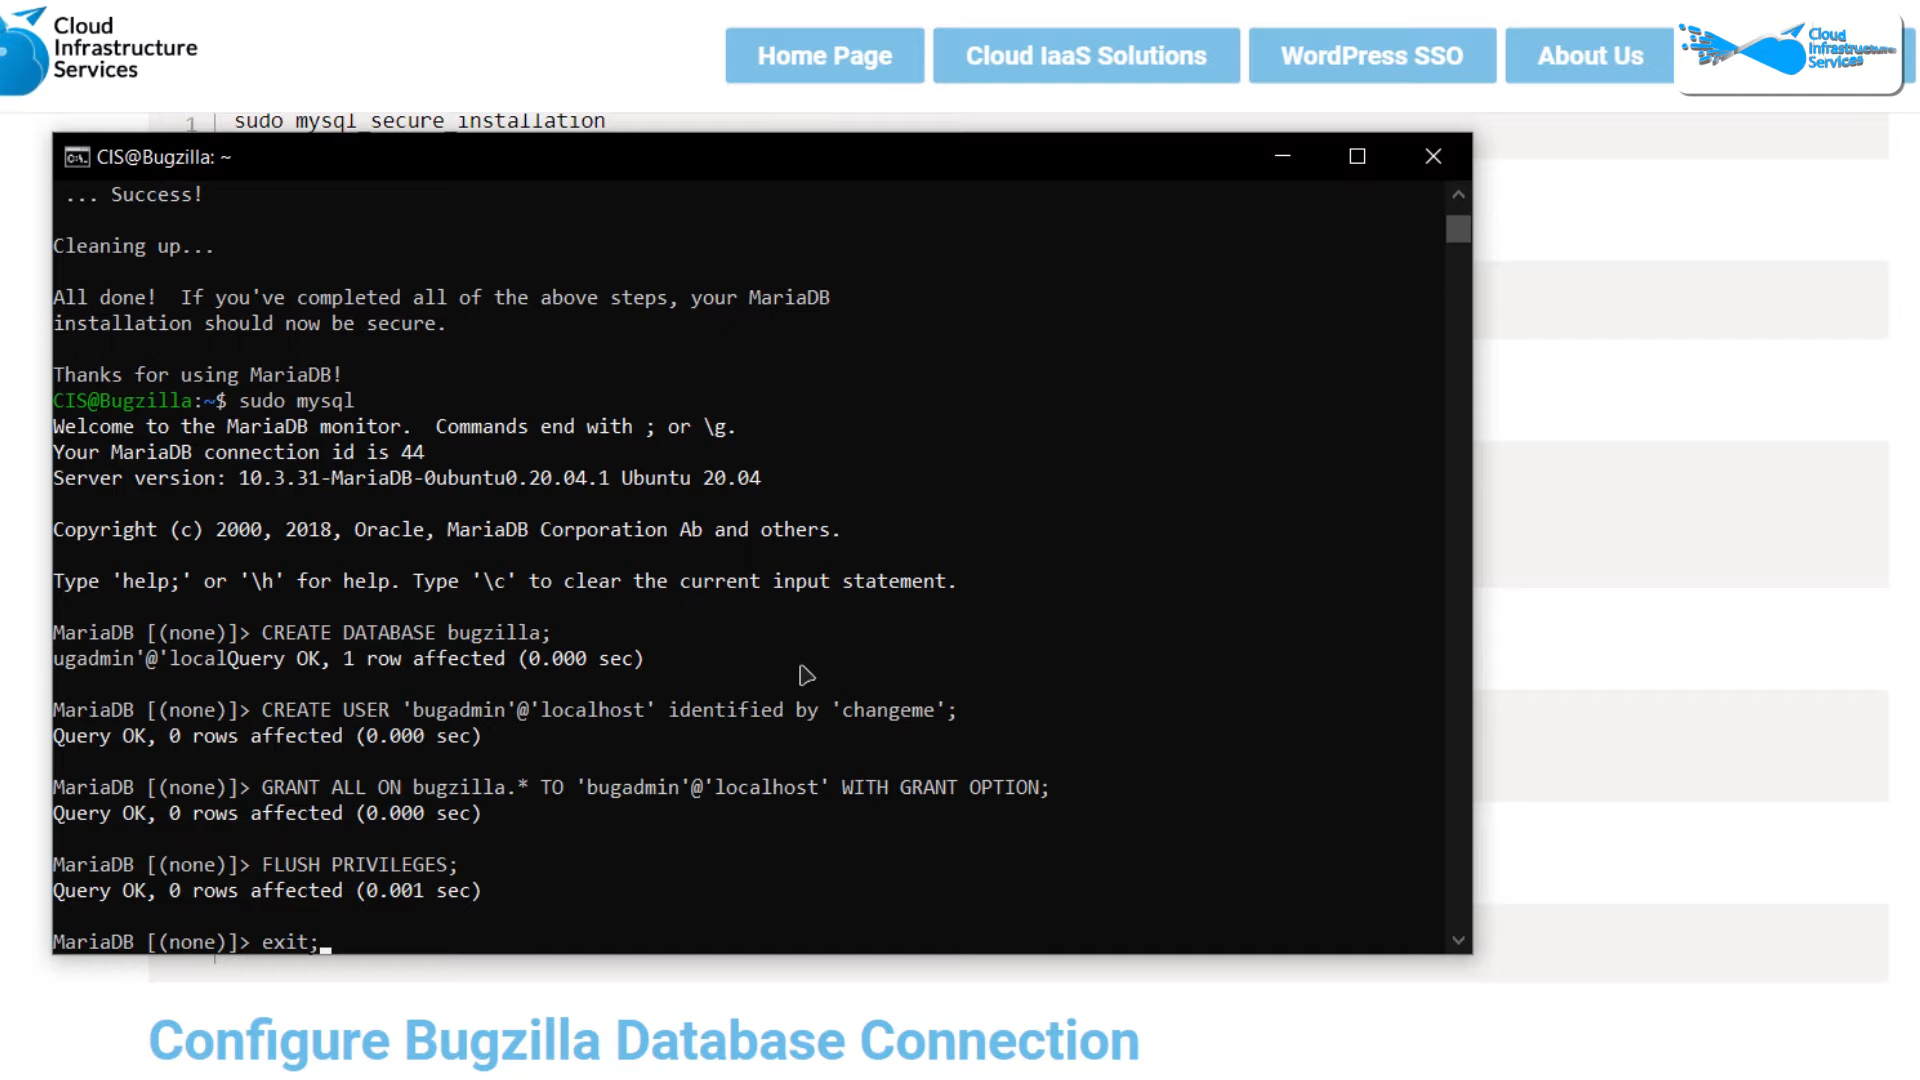 Cloud
Infrastructure
Services
Home Page
Cloud IaaS Solutions
WordPress SSO
About Us
Cloud
Infrastructure
Services
1
sudo mysql_secure_installation
CIS@Bugzilla: ~
... Success!
Cleaning up...
All done!  If you've completed all of the above steps, your MariaDB
installation should now be secure.
Thanks for using MariaDB!
CIS@Bugzilla:~$ sudo mysql
Welcome to the MariaDB monitor.  Commands end with ; or \g.
Your MariaDB connection id is 44
Server version: 10.3.31-MariaDB-0ubuntu0.20.04.1 Ubuntu 20.04
Copyright (c) 2000, 2018, Oracle, MariaDB Corporation Ab and others.
Type 'help;' or '\h' for help. Type '\c' to clear the current input statement.
MariaDB [(none)]> CREATE DATABASE bugzilla;
ugadmin'@'localQuery OK, 1 row affected (0.000 sec)
MariaDB [(none)]> CREATE USER 'bugadmin'@'localhost' identified by 'changeme';
Query OK, 0 rows affected (0.000 sec)
MariaDB [(none)]> GRANT ALL ON bugzilla.* TO 'bugadmin'@'localhost' WITH GRANT OPTION;
Query OK, 0 rows affected (0.000 sec)
MariaDB [(none)]> FLUSH PRIVILEGES;
Query OK, 0 rows affected (0.001 sec)
MariaDB [(none)]> exit;
Configure Bugzilla Database Connection